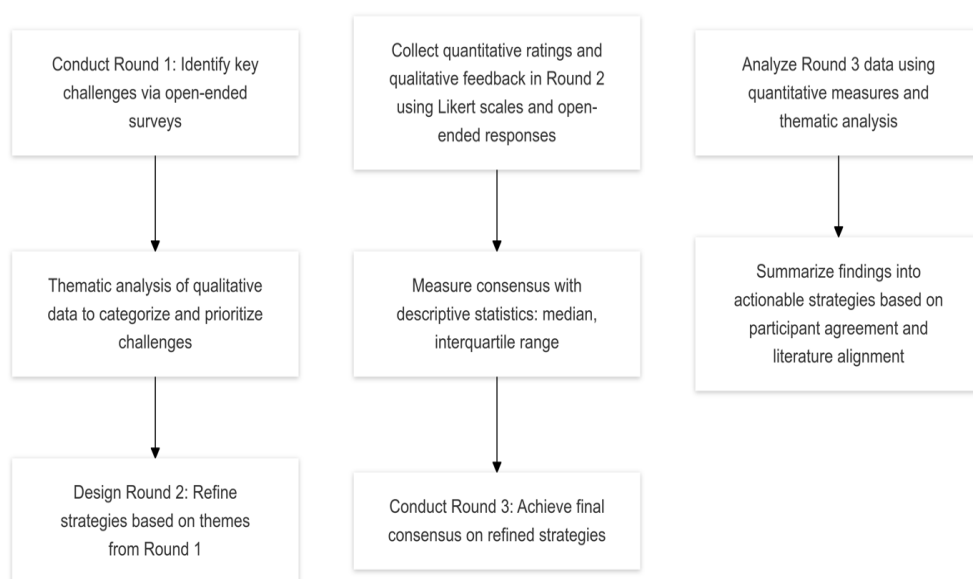 Conduct Round 1: Identify key
challenges via open-ended
surveys
Thematic analysis of qualitative
data to categorize and prioritize
challenges
Design Round 2: Refine
strategies based on themes
from Round 1
Collect quantitative ratings and
qualitative feedback in Round 2
using Likert scales and open-
ended responses
Measure consensus with
descriptive statistics: median,
interquartile range
Conduct Round 3: Achieve final
consensus on refined strategies
Analyze Round 3 data using
quantitative measures and
thematic analysis
Summarize findings into
actionable strategies based on
participant agreement and
literature alignment